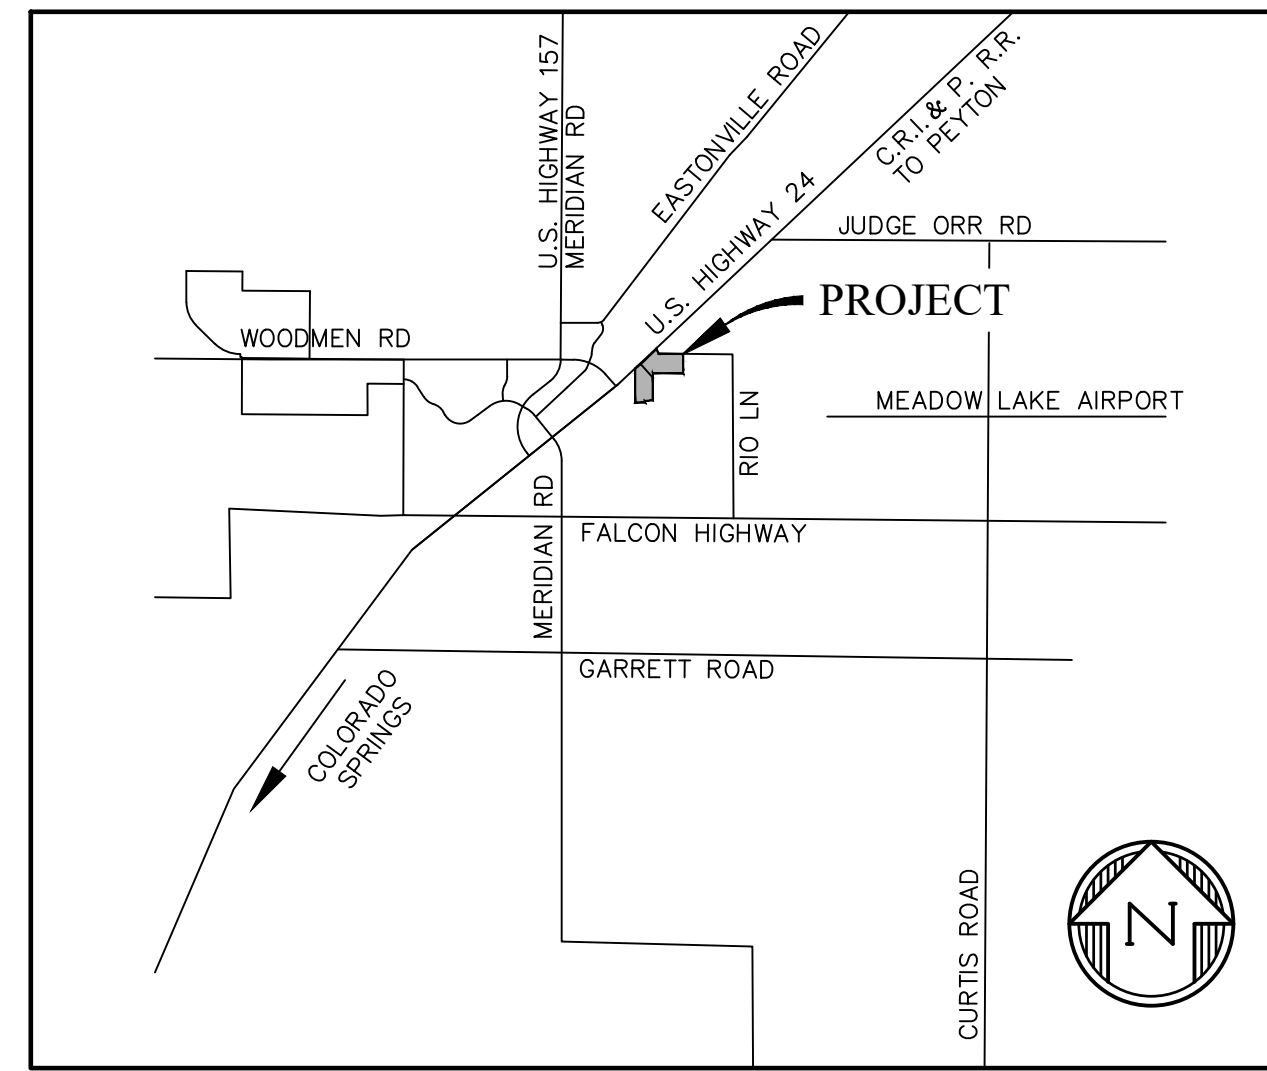 U.S. HIGHWAY 157
MERIDIAN RD
EASTONVILLE ROAD
C.R.I. & P. R.R.
TO PEYTON
U.S. HIGHWAY 24
JUDGE ORR RD
PROJECT
WOODMEN RD
RIO LN
MEADOW LAKE AIRPORT
MERIDIAN RD
FALCON HIGHWAY
GARRETT ROAD
COLORADO
SPRINGS
CURTIS ROAD
N